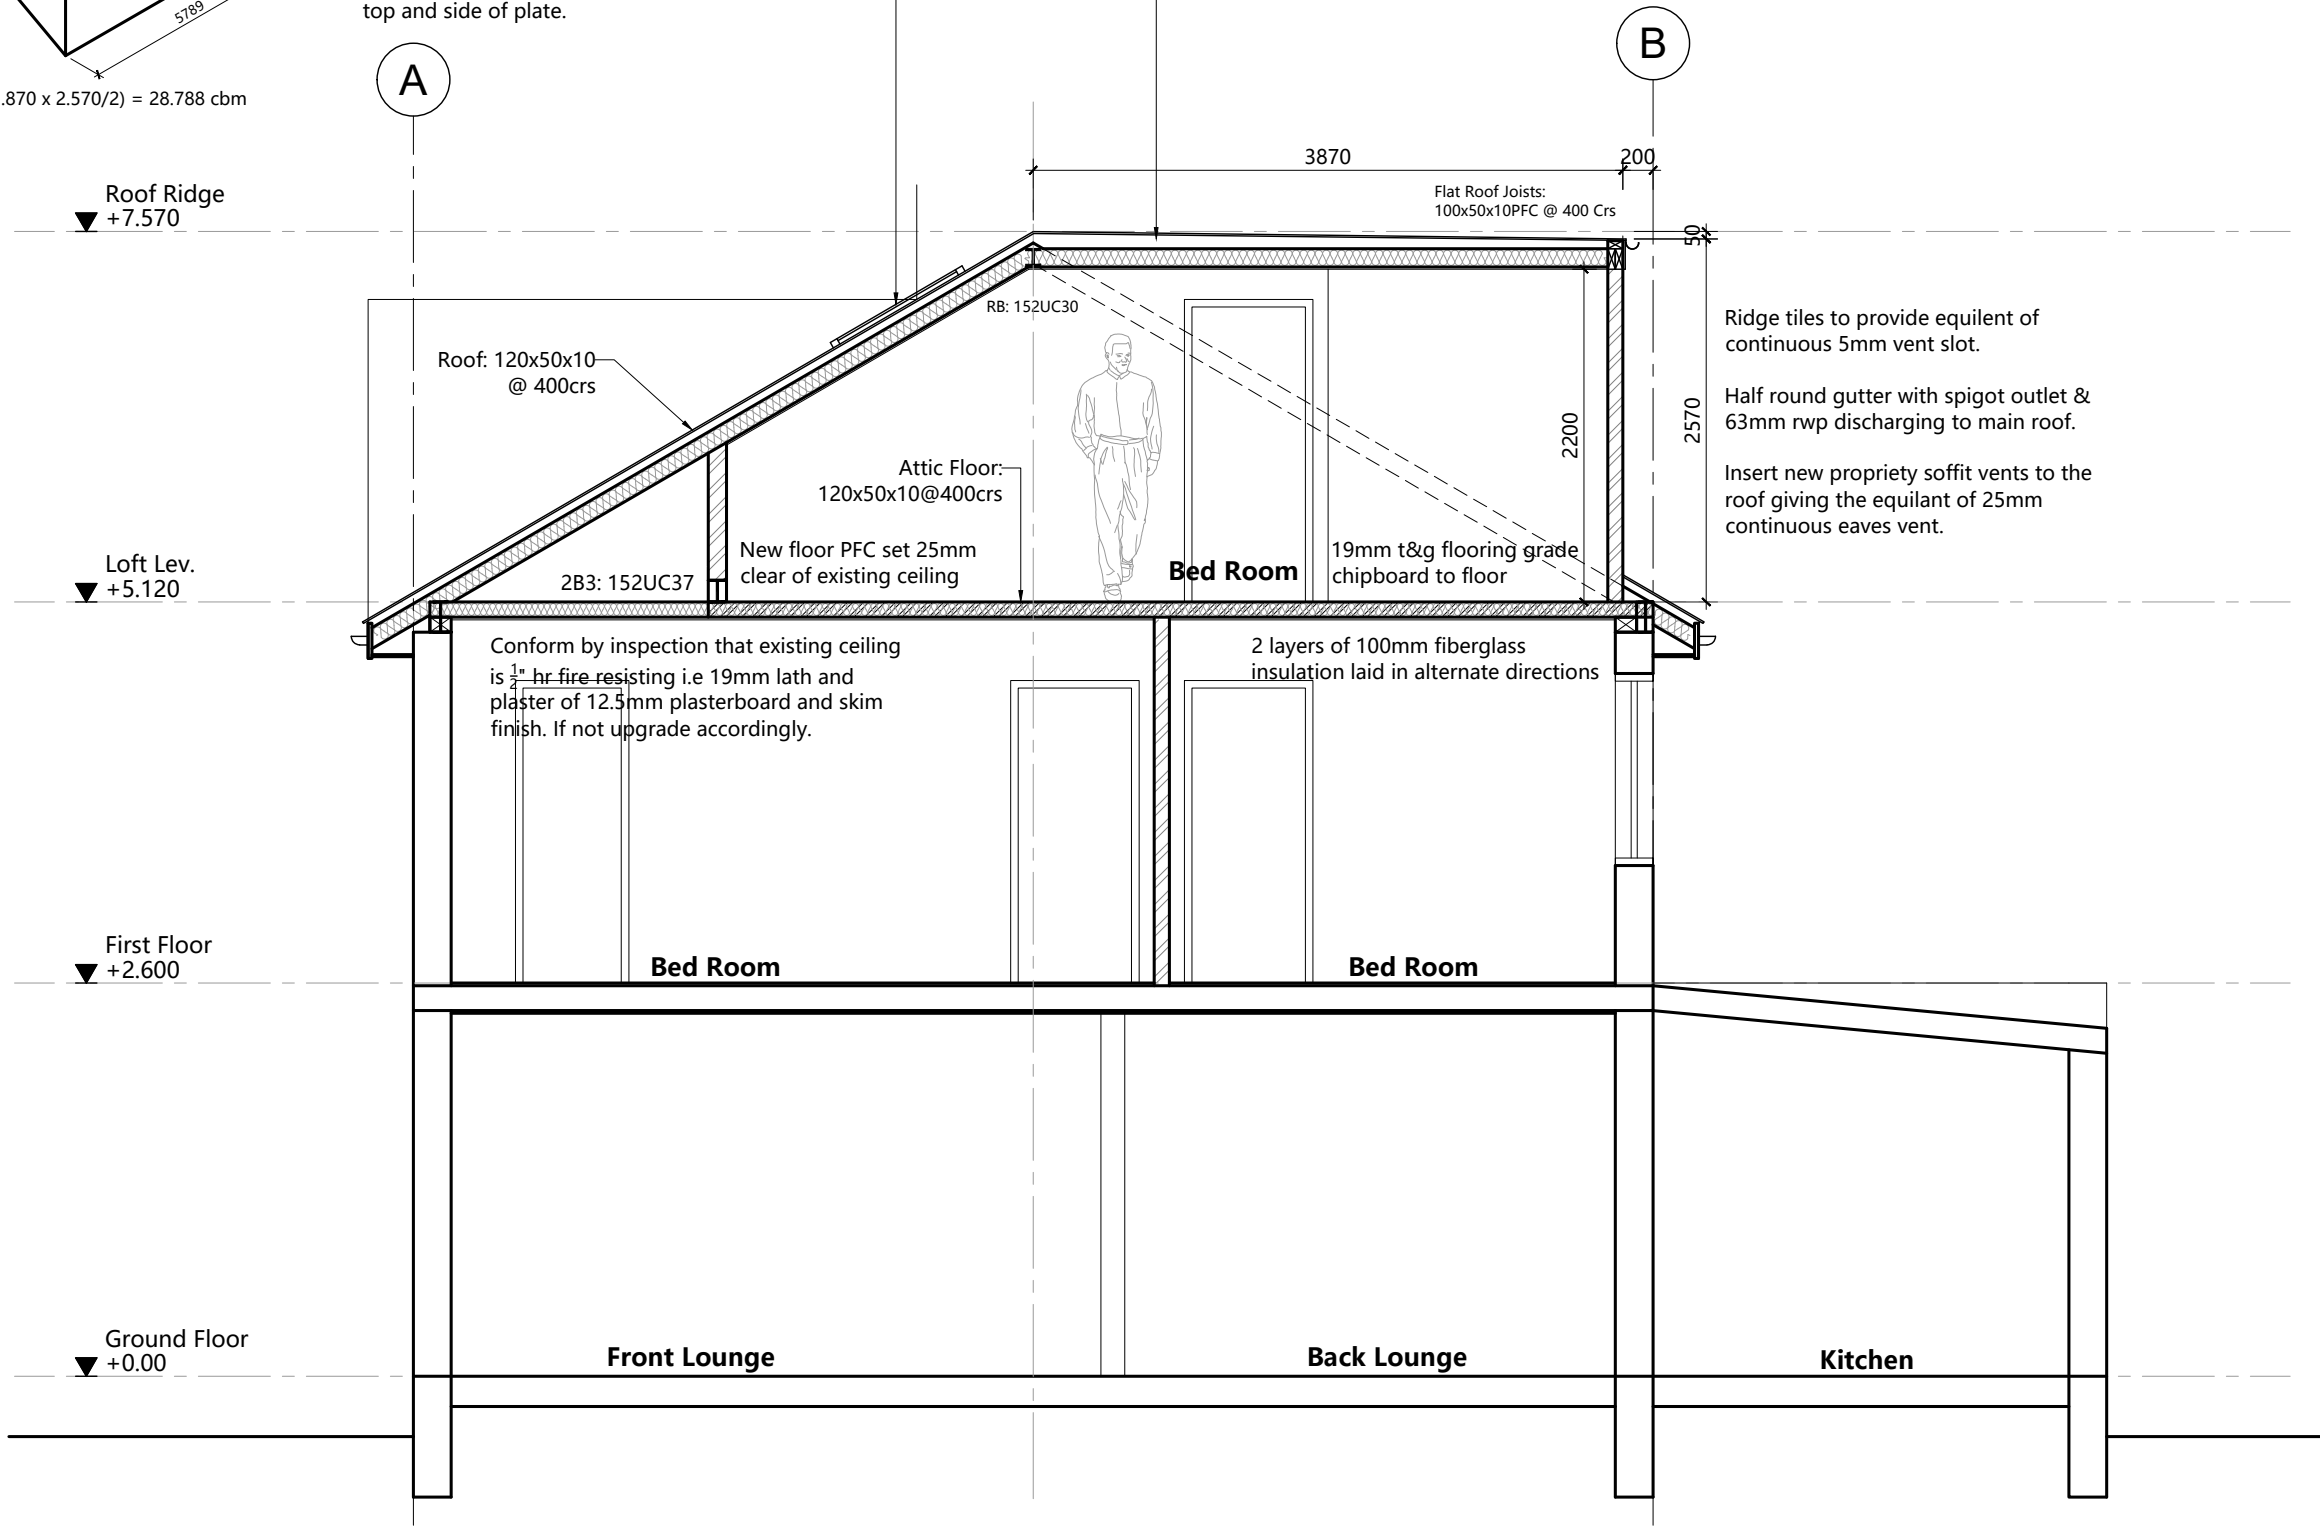 5789
top and side of plate.
A
B
.870 x 2.570/2) = 28.788 cbm
3870
200
Roof Ridge
+7.570
Flat Roof Joists:
100x50x10PFC @ 400 Crs
50
RB: 152UC30
Ridge tiles to provide equilent of
continuous 5mm vent slot.
Half round gutter with spigot outlet &
63mm rwp discharging to main roof.
Insert new propriety soffit vents to the
roof giving the equilant of 25mm
continuous eaves vent.
Roof: 120x50x10
@ 400crs
2200
2570
Attic Floor:
120x50x10@400crs
New floor PFC set 25mm
clear of existing ceiling
Bed Room
19mm t&g flooring grade
chipboard to floor
Loft Lev.
+5.120
2B3: 152UC37
Conform by inspection that existing ceiling
is ½" hr fire resisting i.e 19mm lath and
plaster of 12.5mm plasterboard and skim
finish. If not upgrade accordingly.
2 layers of 100mm fiberglass
insulation laid in alternate directions
First Floor
+2.600
Bed Room
Bed Room
Ground Floor
+0.00
Front Lounge
Back Lounge
Kitchen